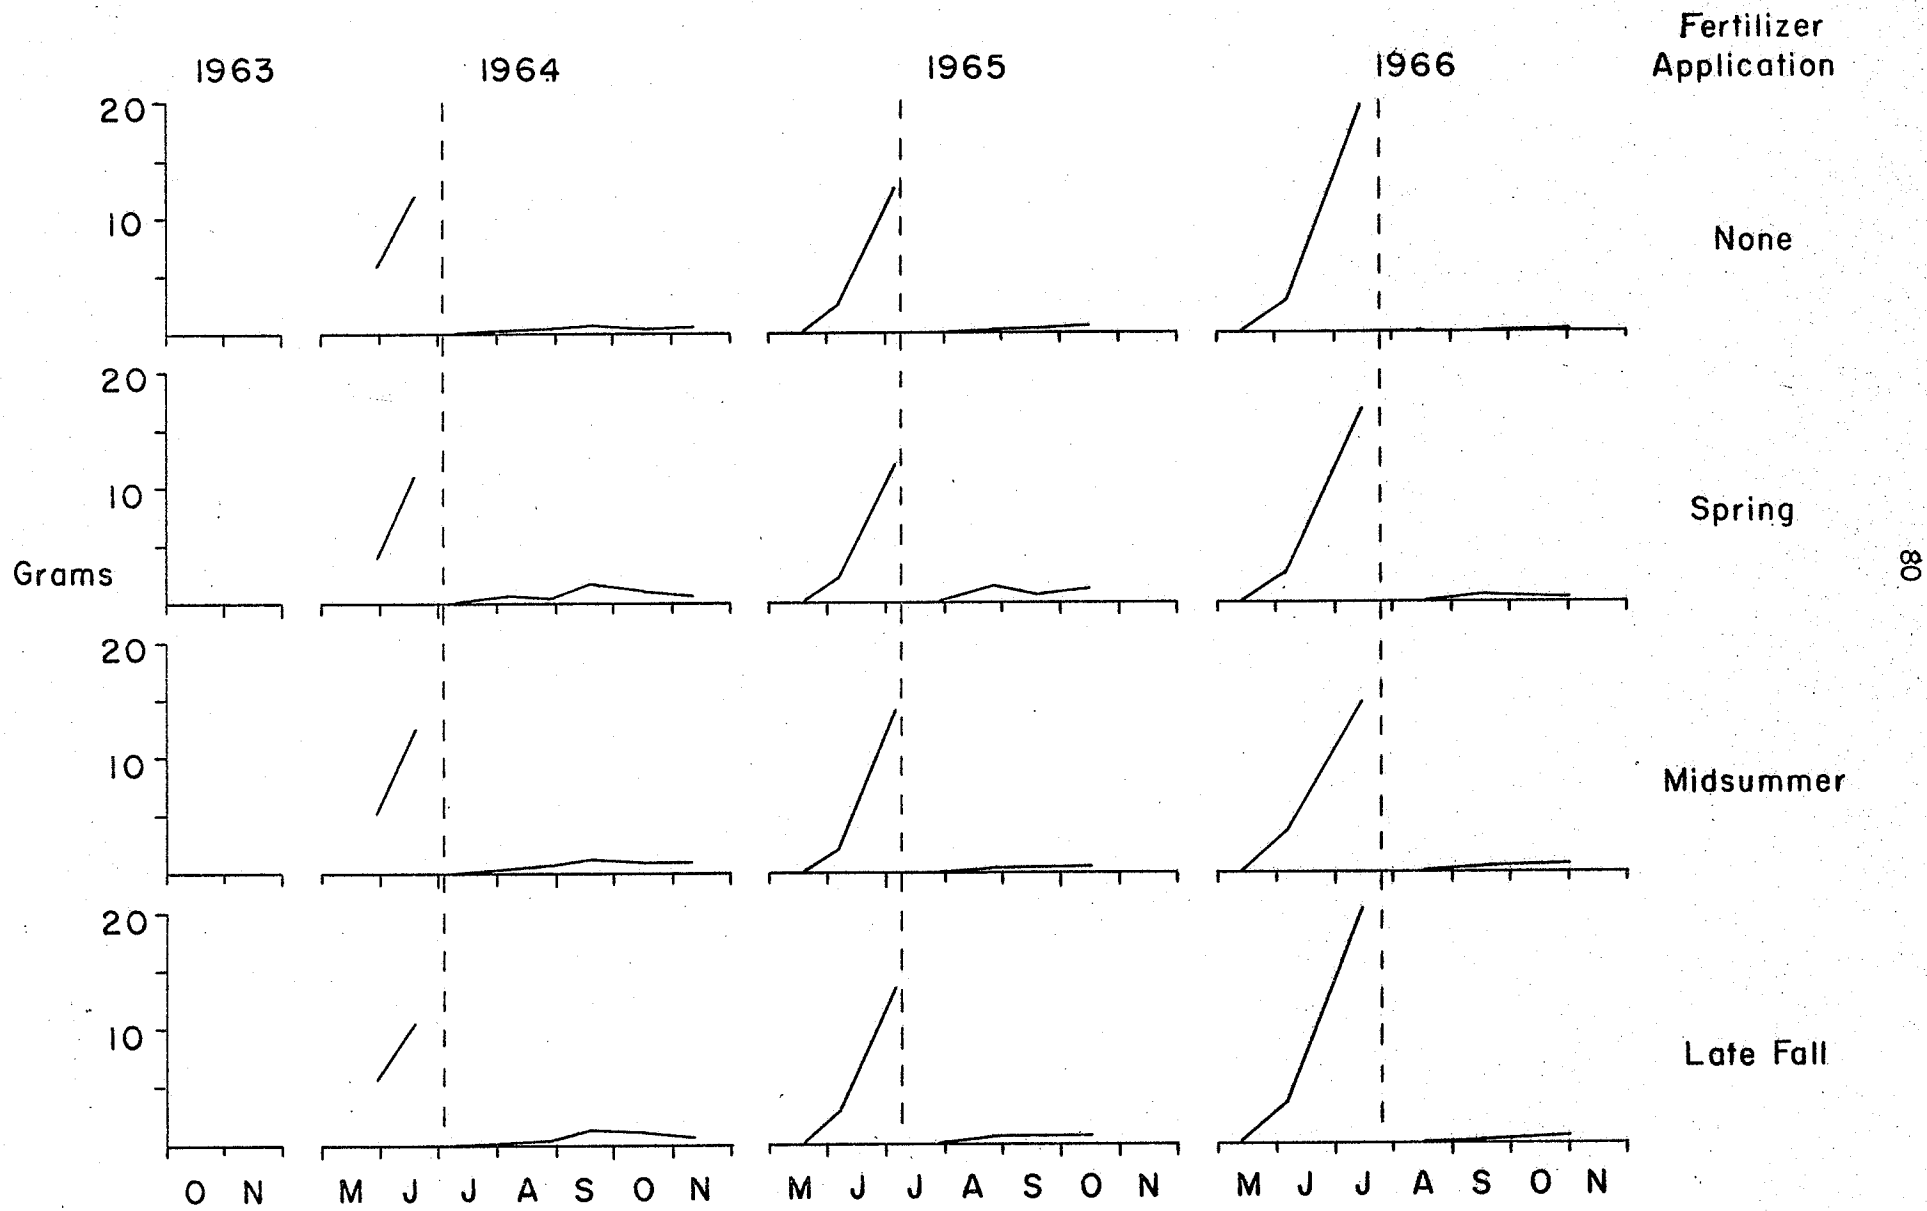 Fertilizer
1963 1964 1965 1966 Application
20
10
None
20
10
Spring
Grams
80
20
10
Midsummer
20
10
Late Fall
O N M J J A S O N M J J A S O N M J J A S O N